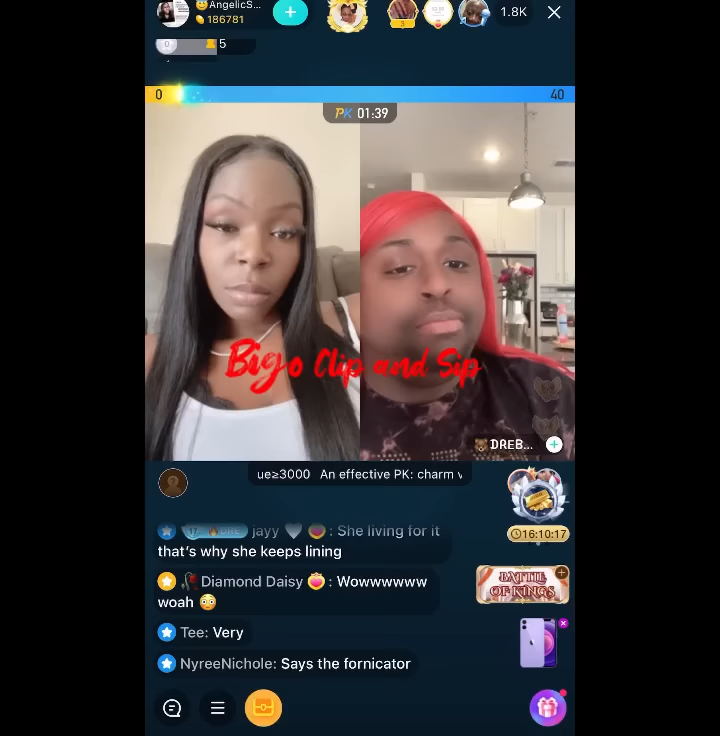 AngelicS...
186781
1.8K
5
0
40
PK 01:39
Bigo Clip and Sip
DREB...
ue≥3000 An effective PK: charm v
jayy : She living for it
that's why she keeps lining
Diamond Daisy : Wowwwwww
woah
Tee: Very
NyreeNichole: Says the fornicator
16:10:17
BATTLE
OF KINGS